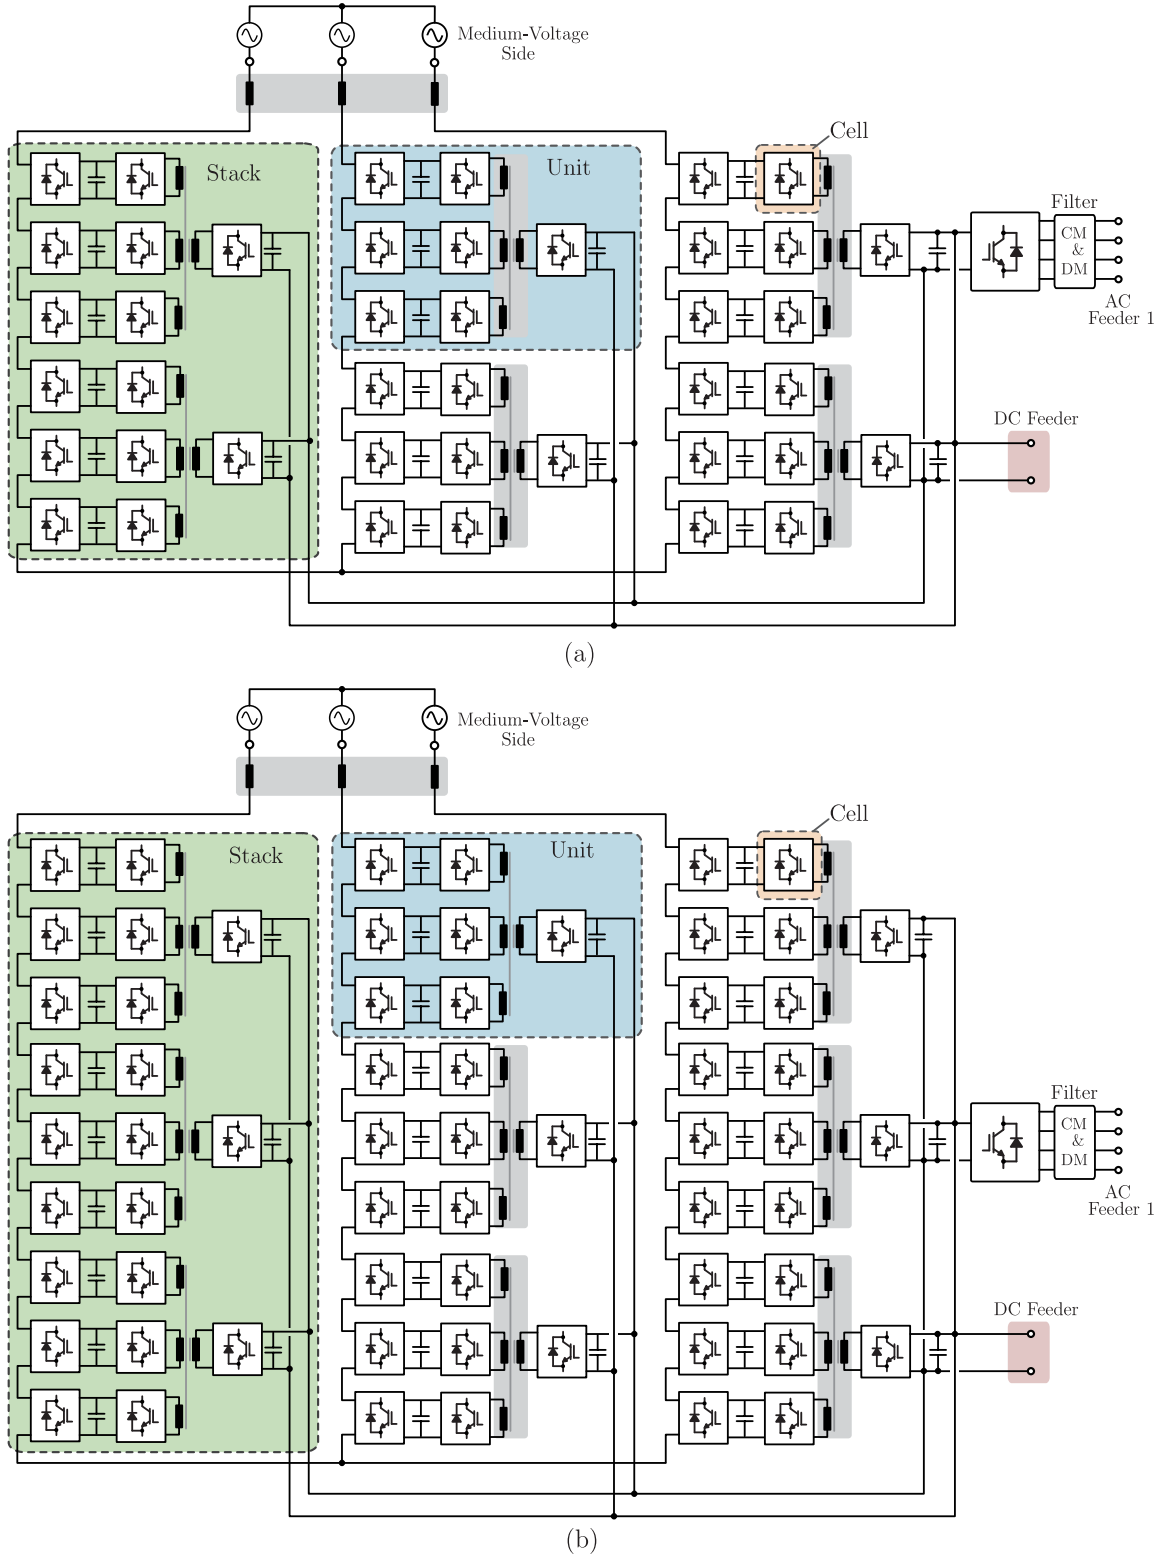 Medium-Voltage
Side
Cell
Stack
Unit
Filter
CM
&
DM
AC
Feeder 1
DC Feeder
(a)
Medium-Voltage
Side
Cell
Stack
Unit
Filter
CM
&
DM
AC
Feeder 1
DC Feeder
(b)